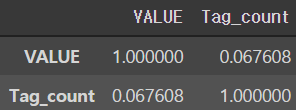 VALUE Tag_count
VALUE 1.000000 0.067608
Tag_count 0.067608 1.000000